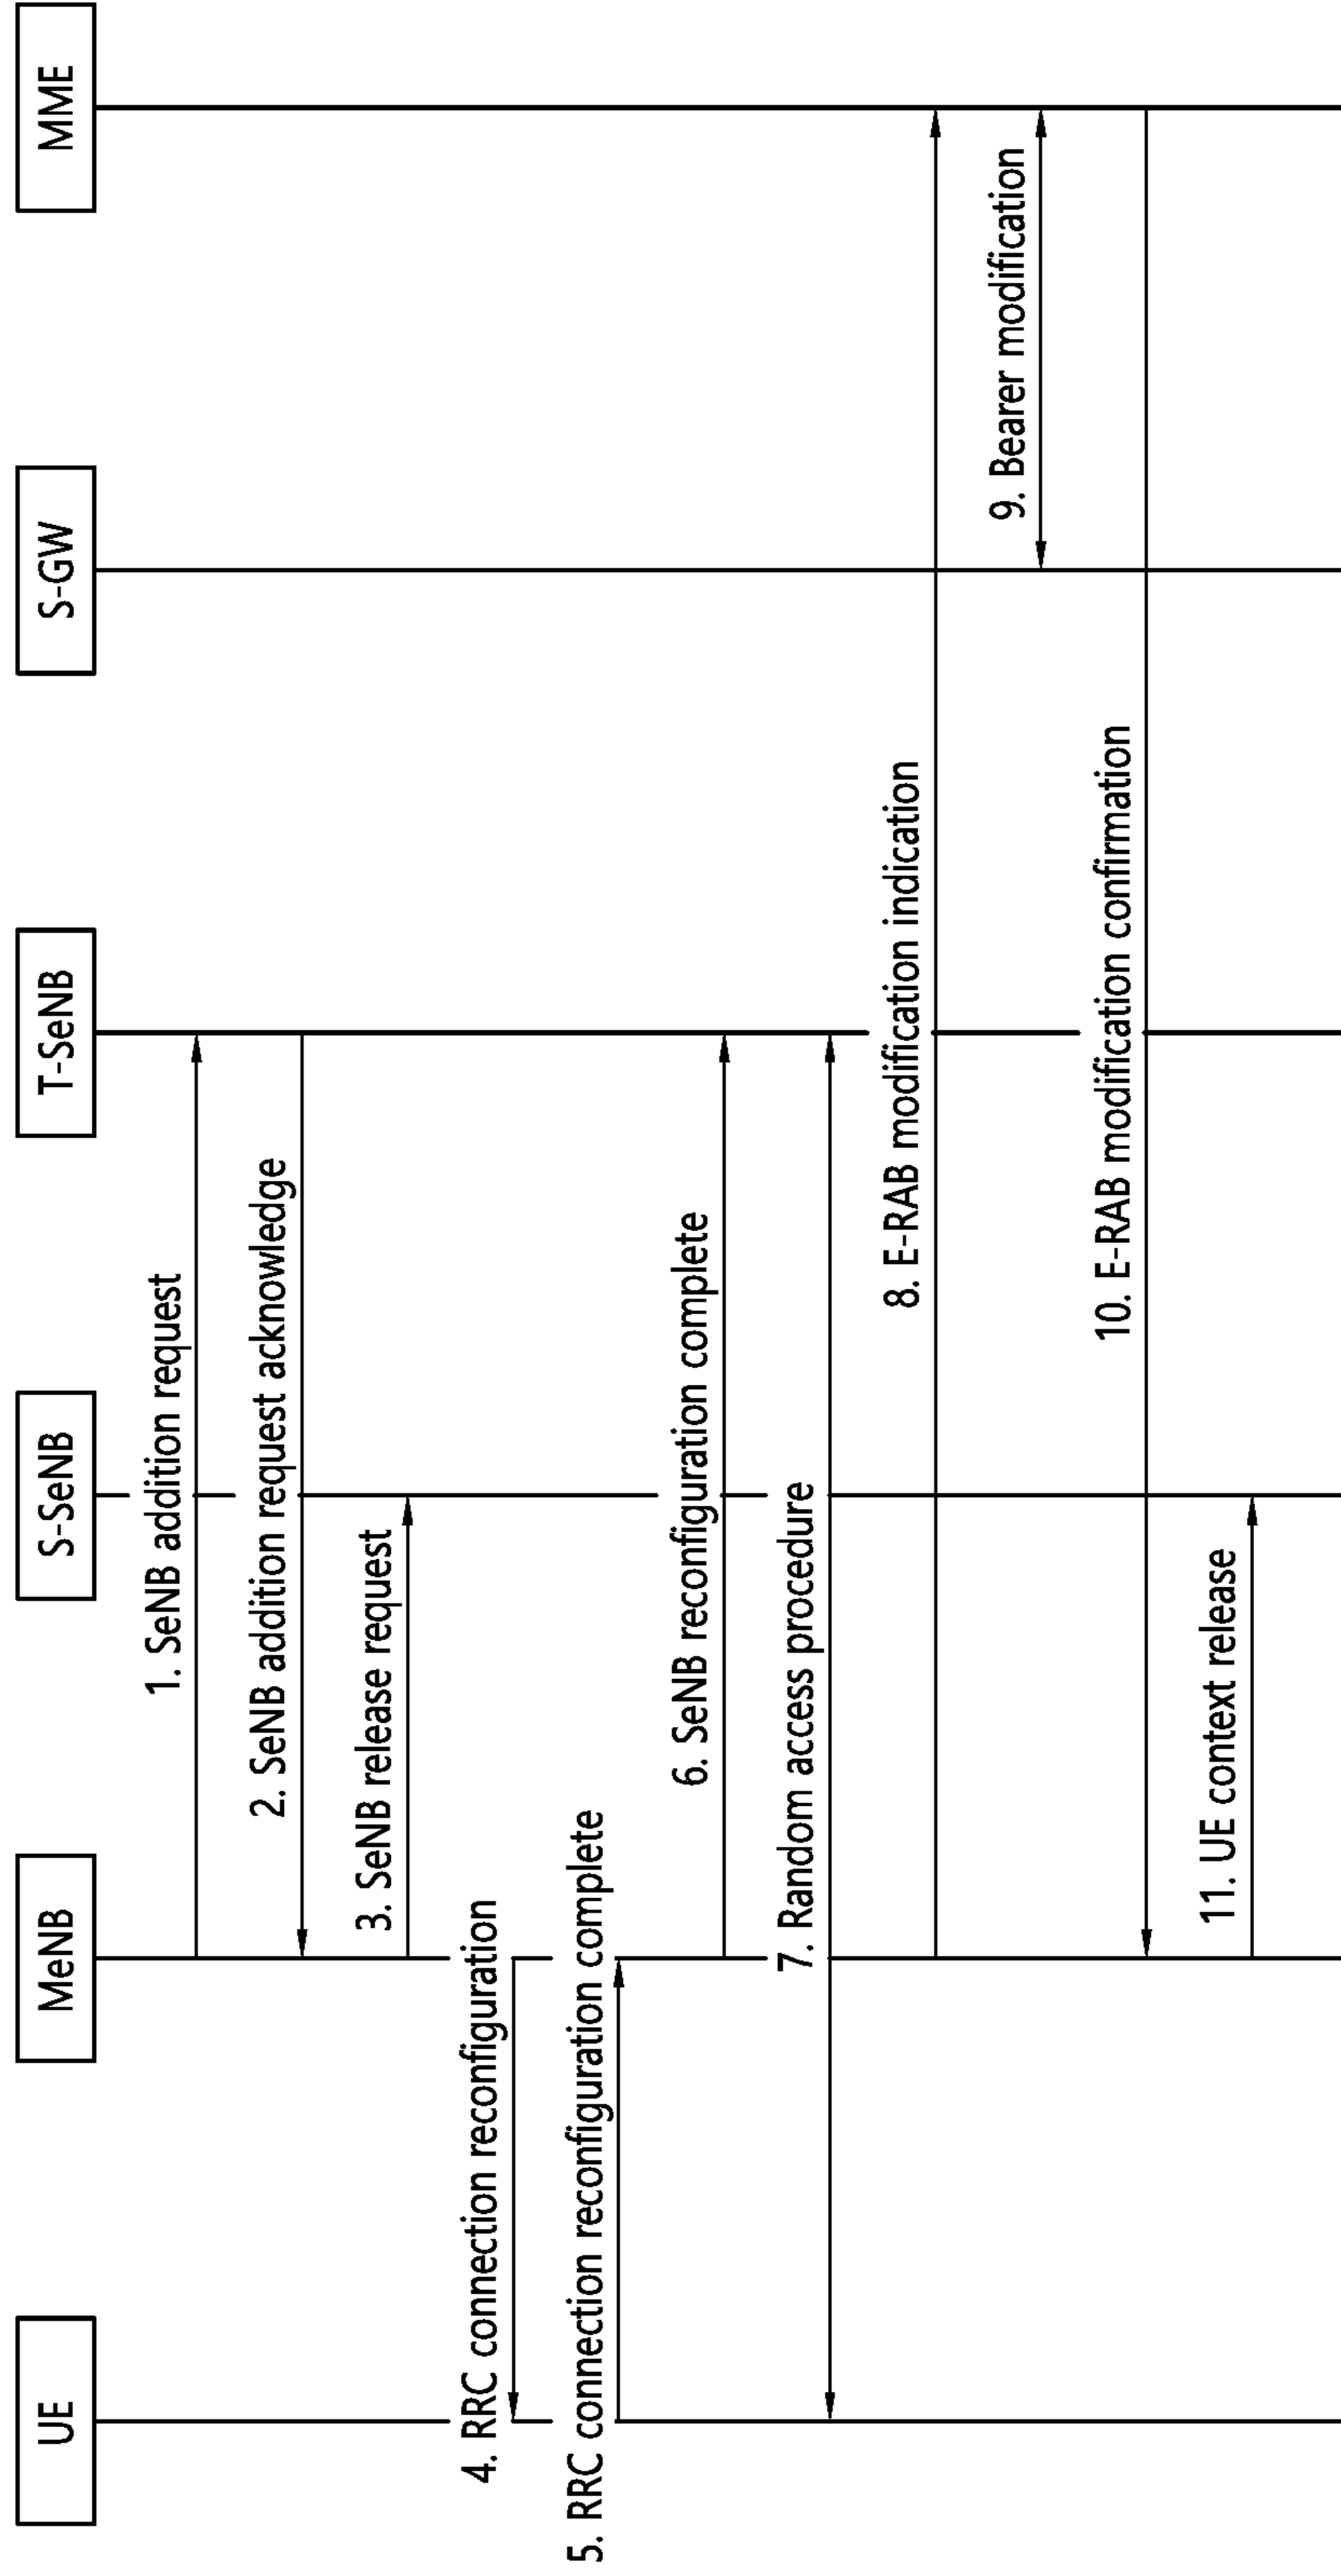 UE
MeNB
S-SeNB
T-SeNB
S-GW
MME
1. SeNB addition request
2. SeNB addition request acknowledge
3. SeNB release request
4. RRC connection reconfiguration
5. RRC connection reconfiguration complete
6. SeNB reconfiguration complete
7. Random access procedure
8. E-RAB modification indication
9. Bearer modification
10. E-RAB modification confirmation
11. UE context release